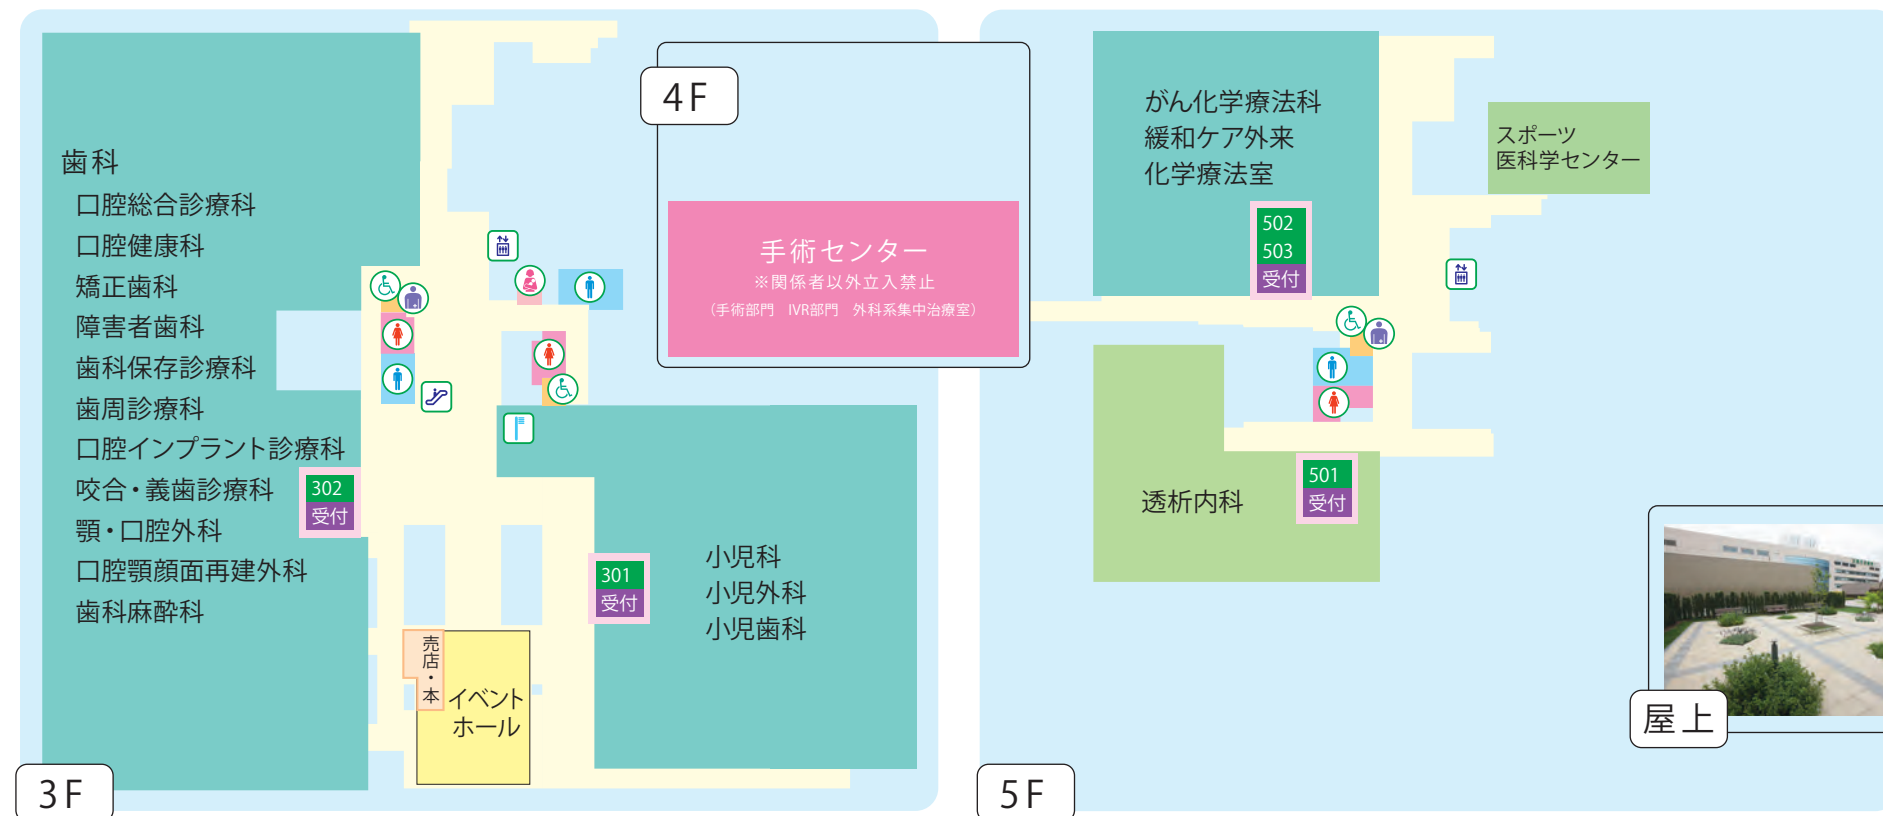 歯科
口腔総合診療科
口腔健康科
矯正歯科
障害者歯科
歯科保存診療科
歯周診療科
口腔インプラント診療科
咬合・義歯診療科
顎・口腔外科
口腔顎顔面再建外科
歯科麻酔科
302
受付
301
受付
小児科
小児外科
小児歯科
売店・本
イベント
ホール
3F
4F
手術センター
※関係者以外立入禁止
(手術部門 IVR部門 外科系集中治療室)
がん化学療法科
緩和ケア外来
化学療法室
502
503
受付
スポーツ
医科学センター
透析内科
501
受付
5F
屋上